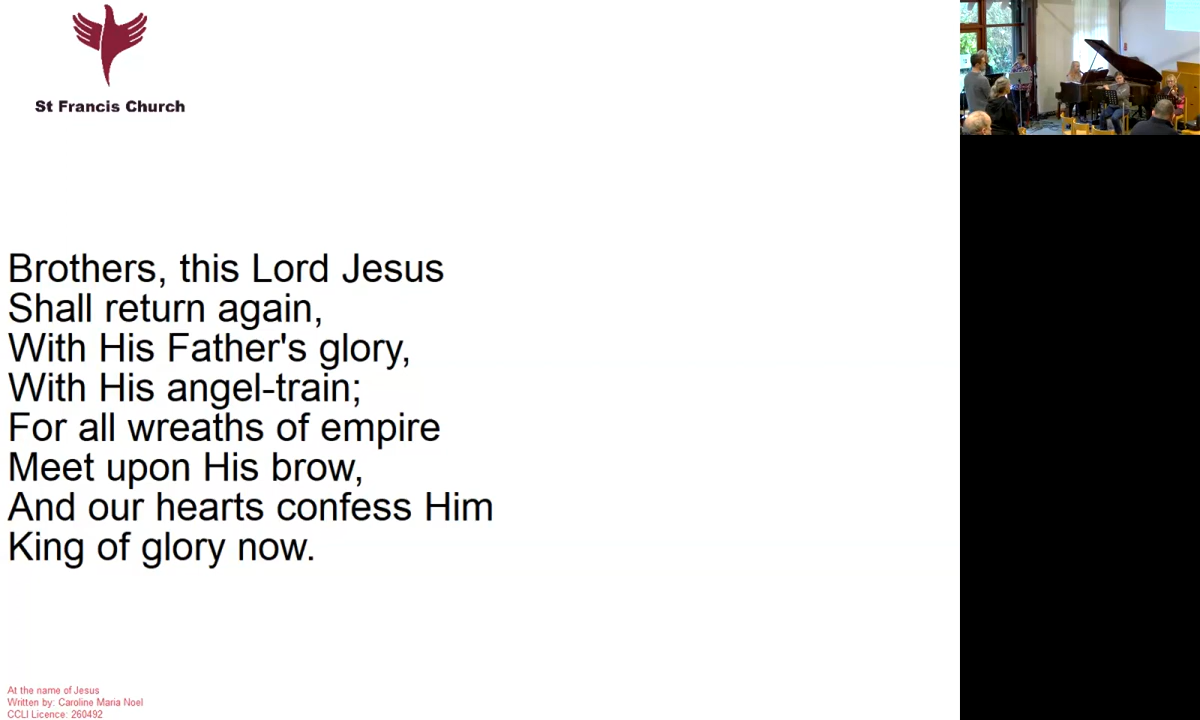 St Francis Church
Brothers, this Lord Jesus
Shall return again,
With His Father's glory,
With His angel-train;
For all wreaths of empire
Meet upon His brow,
And our hearts confess Him
King of glory now.
At the name of Jesus
Written by: Caroline Maria Noel
CCLI Licence: 260492